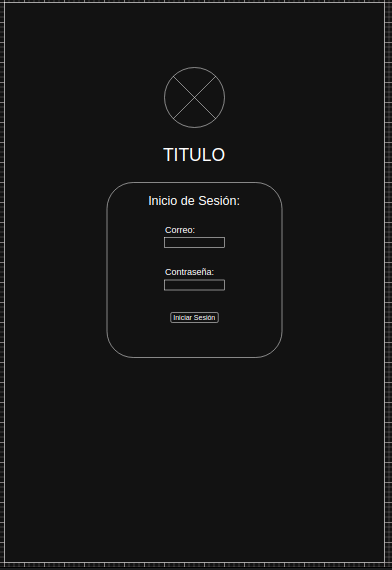 TITULO
Inicio de Sesión:
Correo:
Contraseña:
Iniciar Sesión